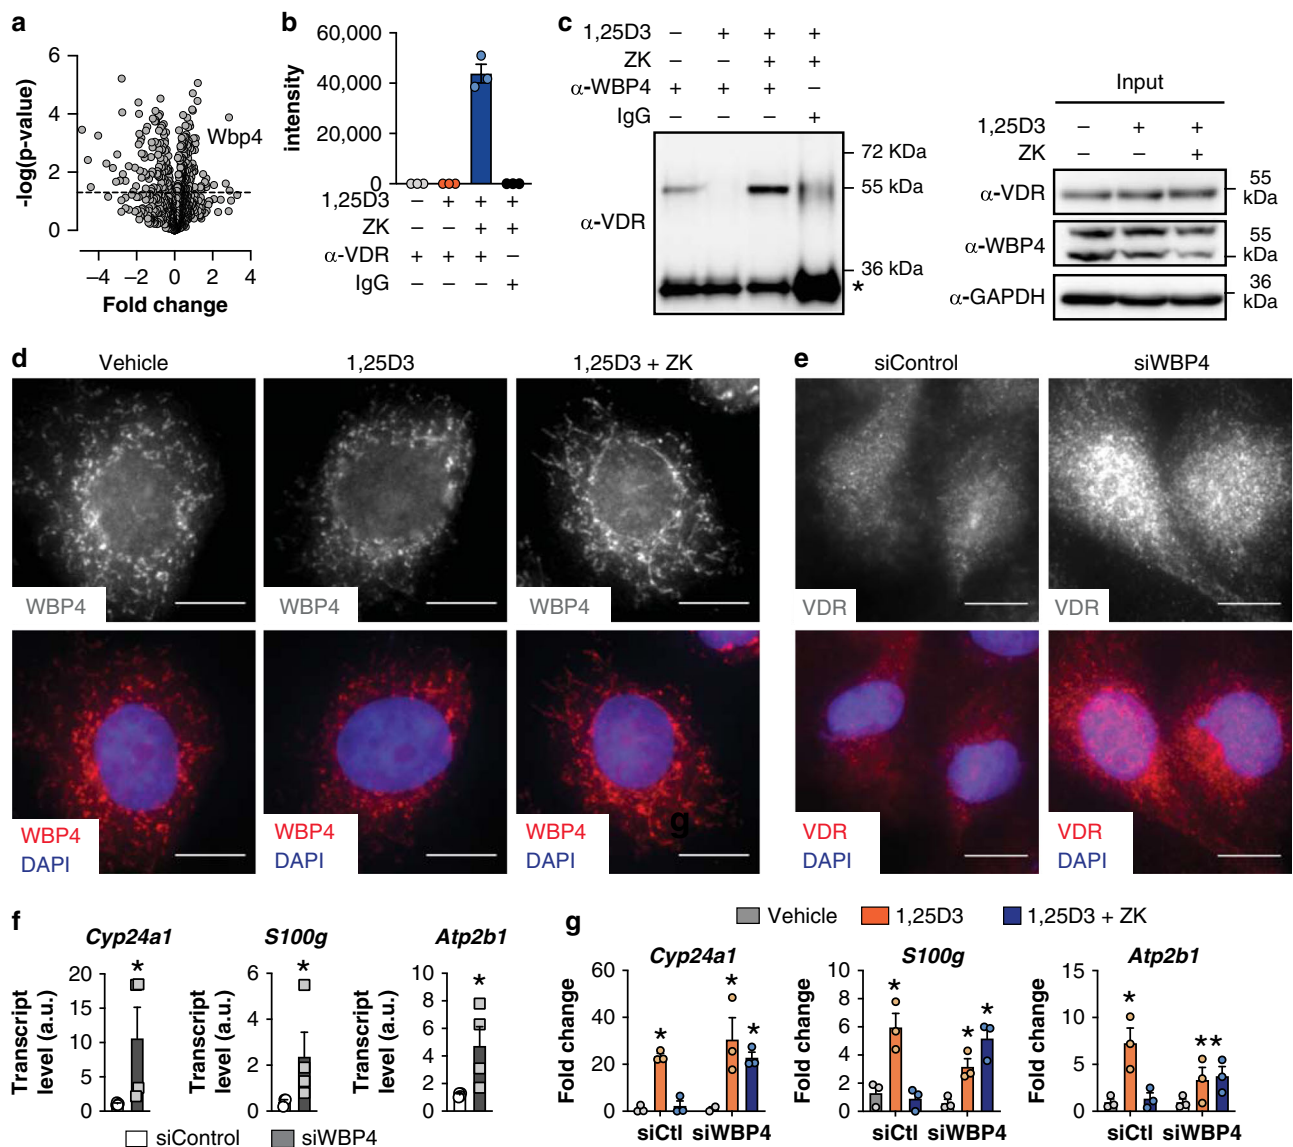 a
6
4
2
0
-log(p-value)
Wbp4
−4 −2 0 2 4
Fold change
b
60,000
40,000
20,000
0
intensity
1,25D3 − + + +
ZK − − + +
α-VDR + + + −
IgG − − − +
c
1,25D3 − + + +
ZK − − + +
α-WBP4 + + + −
IgG − − − +
α-VDR
72 KDa
55 kDa
36 kDa
*
Input
1,25D3 − + +
ZK − − +
α-VDR
55
kDa
α-WBP4
55
kDa
α-GAPDH
36
kDa
d
Vehicle 1,25D3 1,25D3 + ZK
WBP4 WBP4 WBP4
WBP4 WBP4 WBP4
DAPI DAPI DAPI
g
e
siControl siWBP4
VDR VDR
VDR VDR
DAPI DAPI
f
Cyp24a1
Transcript
level (a.u.)
20
15
10
5
0
*
S100g
Transcript
level (a.u.)
6
4
2
0
*
Atp2b1
Transcript
level (a.u.)
10
8
6
4
2
0
*
siControl siWBP4
g
Vehicle 1,25D3 1,25D3 + ZK
Cyp24a1
Fold change
60
40
20
0
* * *
siCtl siWBP4
S100g
Fold change
10
8
6
4
2
0
* * *
siCtl siWBP4
Atp2b1
Fold change
15
10
5
0
* * *
siCtl siWBP4